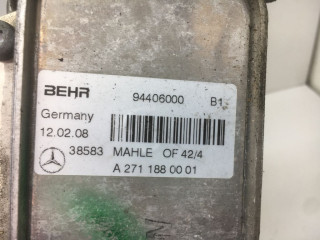 BEHR 94406000 B1
Germany
12.02.08
38583 MAHLE OF 42/4
A 271 188 00 01